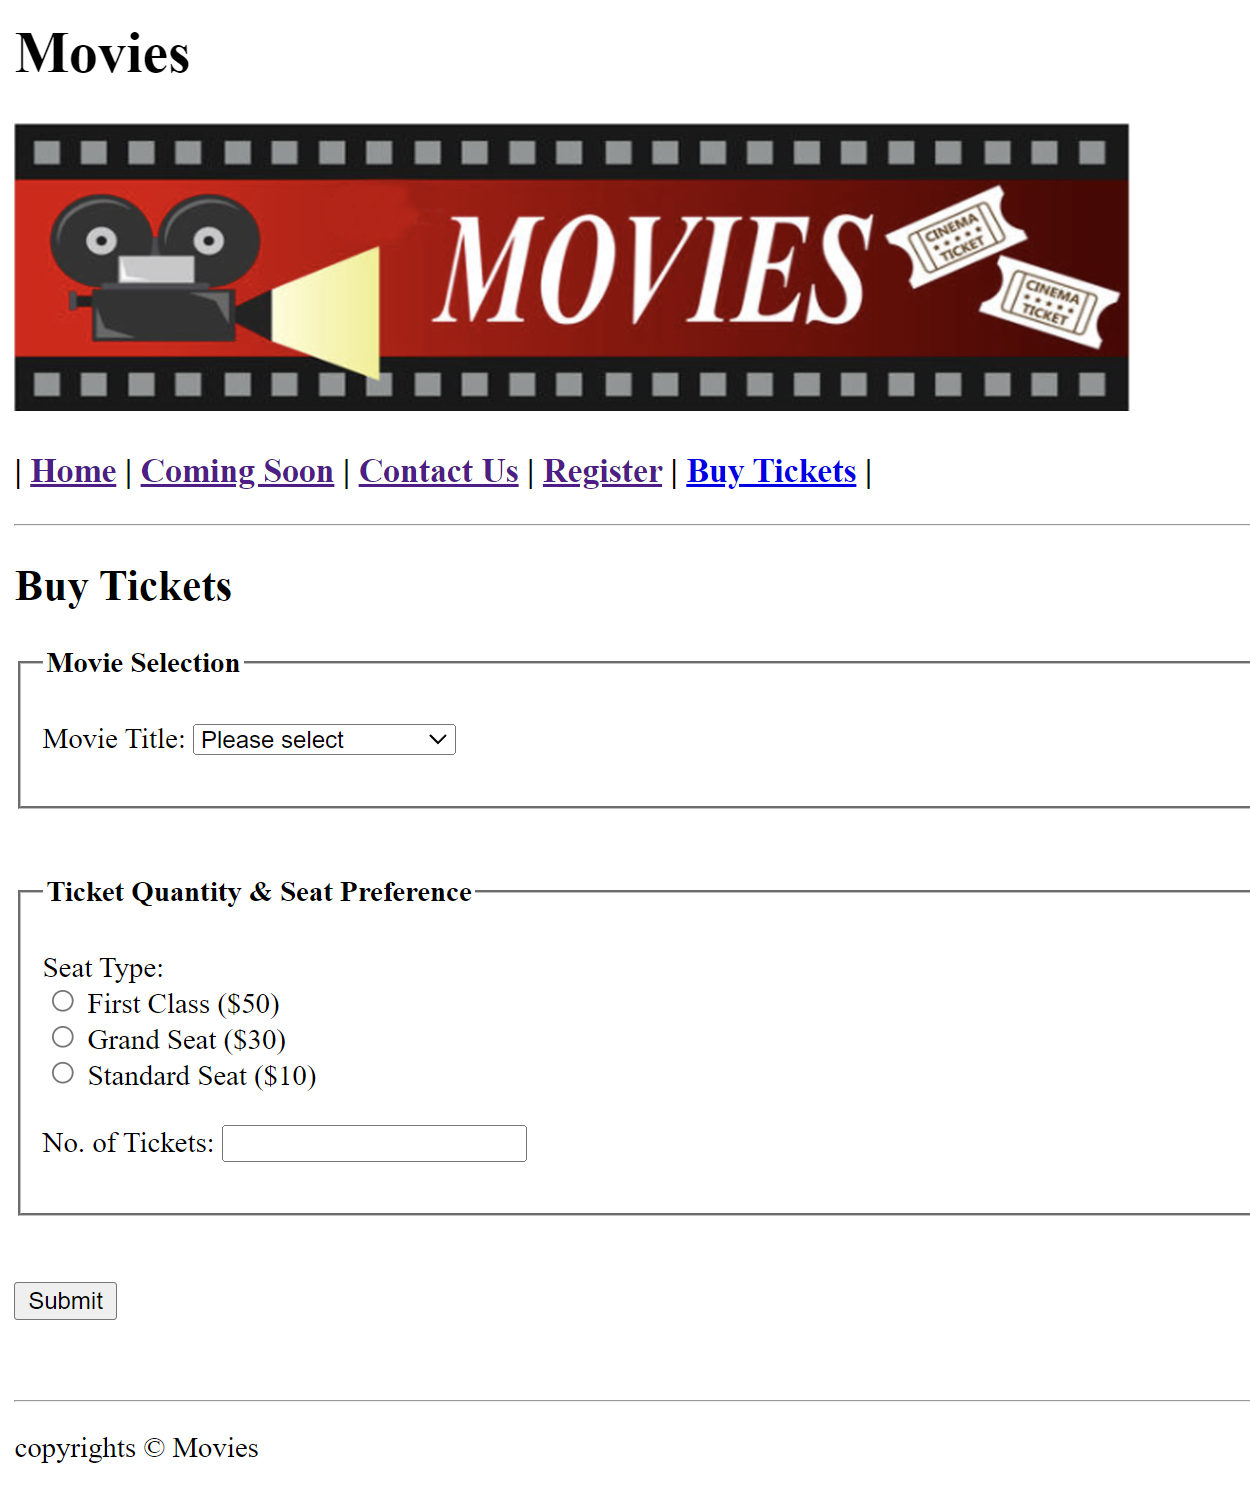 Movies
MOVIES
CINEMA
TICKET
CINEMA
TICKET
| Home | Coming Soon | Contact Us | Register | Buy Tickets |
Buy Tickets
Movie Selection
Movie Title: Please select
Ticket Quantity & Seat Preference
Seat Type:
First Class ($50)
Grand Seat ($30)
Standard Seat ($10)
No. of Tickets:
Submit
copyrights © Movies